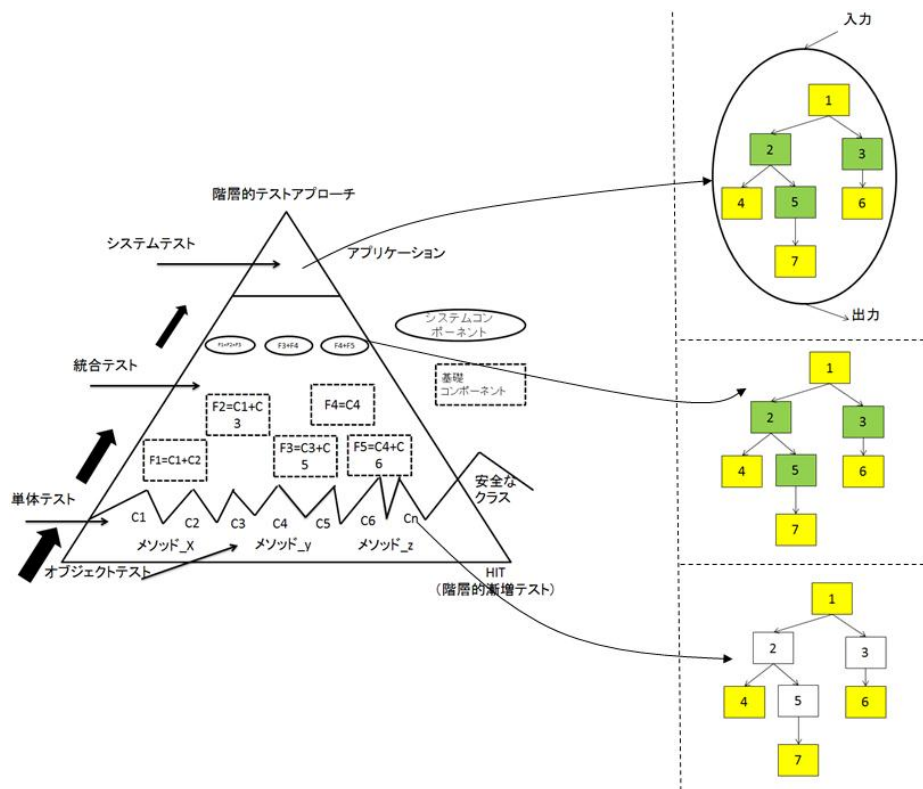 階層的テストアプローチ
システムテスト
アプリケーション
F1+F2+F3
F3+F4
F4+F5
システムコン
ポーネント
統合テスト
基礎
コンポーネント
F2=C1+C
3
F4=C4
F1=C1+C2
F3=C3+C
5
F5=C4+C
6
安全な
クラス
単体テスト
C1
C2
C3
C4
C5
C6
Cn
メソッド_X
メソッド_y
メソッド_z
オブジェクトテスト
HIT
(階層的漸増テスト)
入力
1
2
3
4
5
6
7
出力
1
2
3
4
5
6
7
1
2
3
4
5
6
7